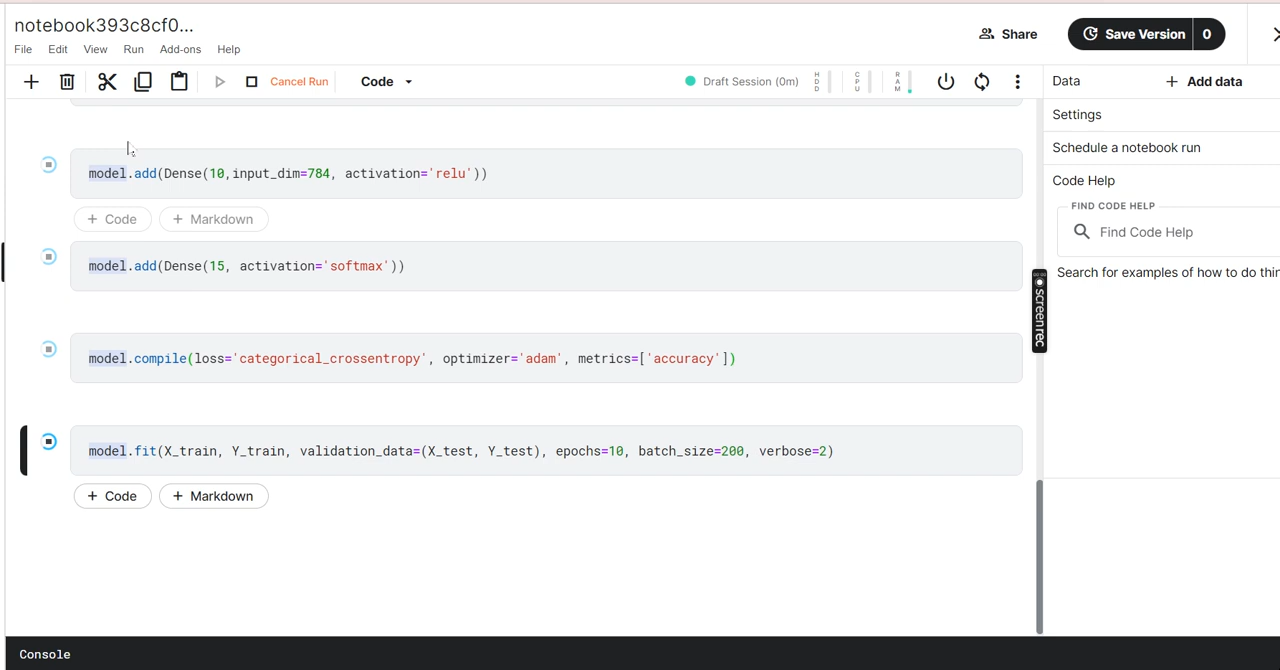 notebook393c8cf0...
File Edit View Run Add-ons Help
Share
Save Version 0
Cancel Run
Code
Draft Session (0m)
HDD
CPU
RAM
Data
Add data
Settings
Schedule a notebook run
Code Help
FIND CODE HELP
Find Code Help
Search for examples of how to do
model.add(Dense(10,input_dim=784, activation='relu'))
+ Code + Markdown
model.add(Dense(15, activation='softmax'))
model.compile(loss='categorical_crossentropy', optimizer='adam', metrics=['accuracy'])
model.fit(X_train, Y_train, validation_data=(X_test, Y_test), epochs=10, batch_size=200, verbose=2)
+ Code + Markdown
screenrec
Console